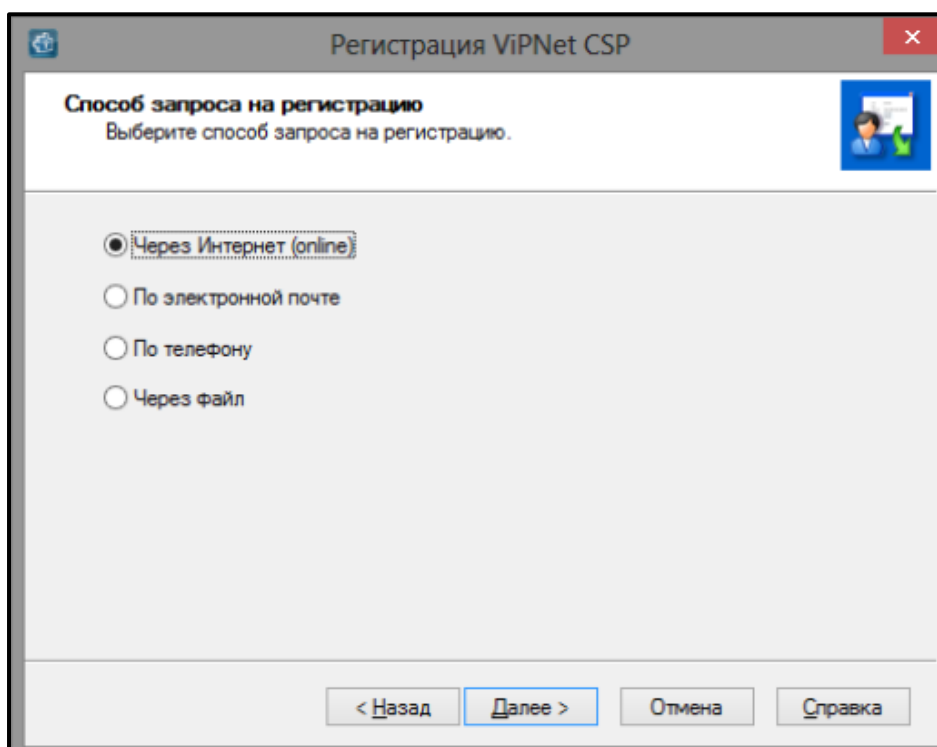 Регистрация ViPNet CSP
Способ запроса на регистрацию
Выберите способ запроса на регистрацию.
Через Интернет (online)
По электронной почте
По телефону
Через файл
< Назад Далее > Отмена Справка